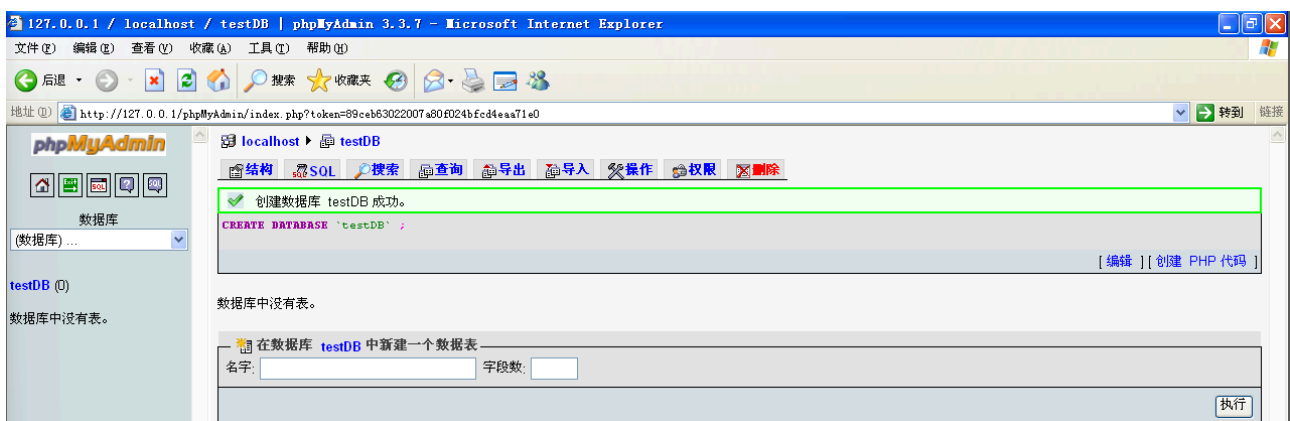 127.0.0.1 / localhost / testDB | phpMyAdmin 3.3.7 - Microsoft Internet Explorer
文件(F) 编辑(E) 查看(V) 收藏(A) 工具(T) 帮助(H)
后退 搜索 收藏夹
地址(D) http://127.0.0.1/phpMyAdmin/index.php?token=89ceb63022007a80f024bfcd4eaa71e0 转到 链接
phpMyAdmin
localhost testDB
结构 SQL 搜索 查询 导出 导入 操作 权限 删除
SQL
创建数据库 testDB 成功。
数据库
CREATE DATABASE `testDB` ;
(数据库) ...
[ 编辑 ] [ 创建 PHP 代码 ]
testDB (0)
数据库中没有表。
数据库中没有表。
在数据库 testDB 中新建一个数据表
名字: 字段数:
执行